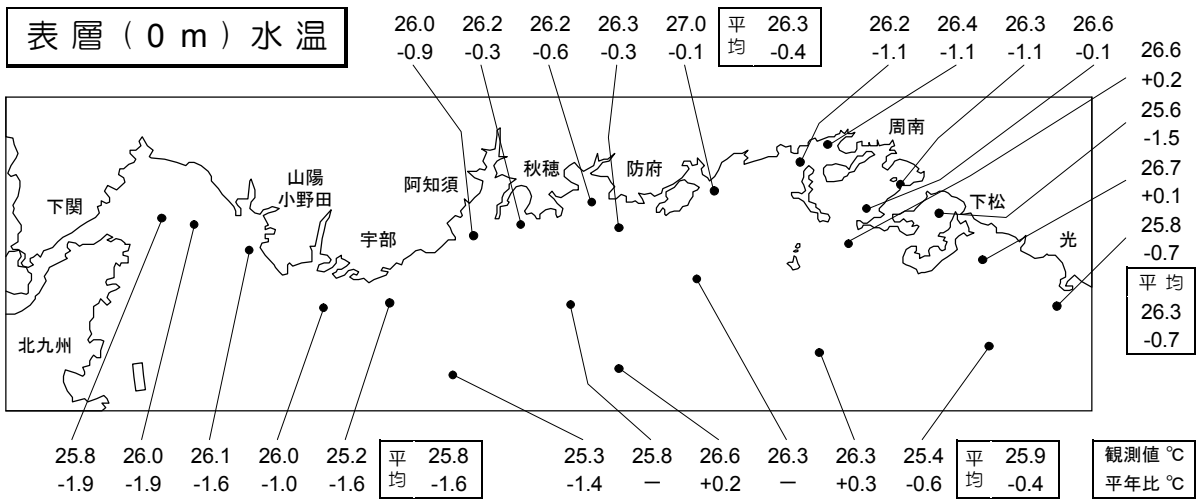 表層（0ｍ）水温
26.0 26.2 26.2 26.3 27.0 平均 26.3 26.2 26.4 26.3 26.6
-0.9 -0.3 -0.6 -0.3 -0.1 -0.4 -1.1 -1.1 -1.1 -0.1
26.6
+0.2
25.6
-1.5
26.7
+0.1
25.8
-0.7
平均
26.3
-0.7
周南
秋穂
防府
山陽
小野田
阿知須
下関
下松
宇部
光
北九州
25.8 26.0 26.1 26.0 25.2 平均 25.8 25.3 25.8 26.6 26.3 26.3 25.4 平均 25.9
-1.9 -1.9 -1.6 -1.0 -1.6 -1.6 -1.4 － +0.2 － +0.3 -0.6 -0.4
観測値 ℃
平年比 ℃